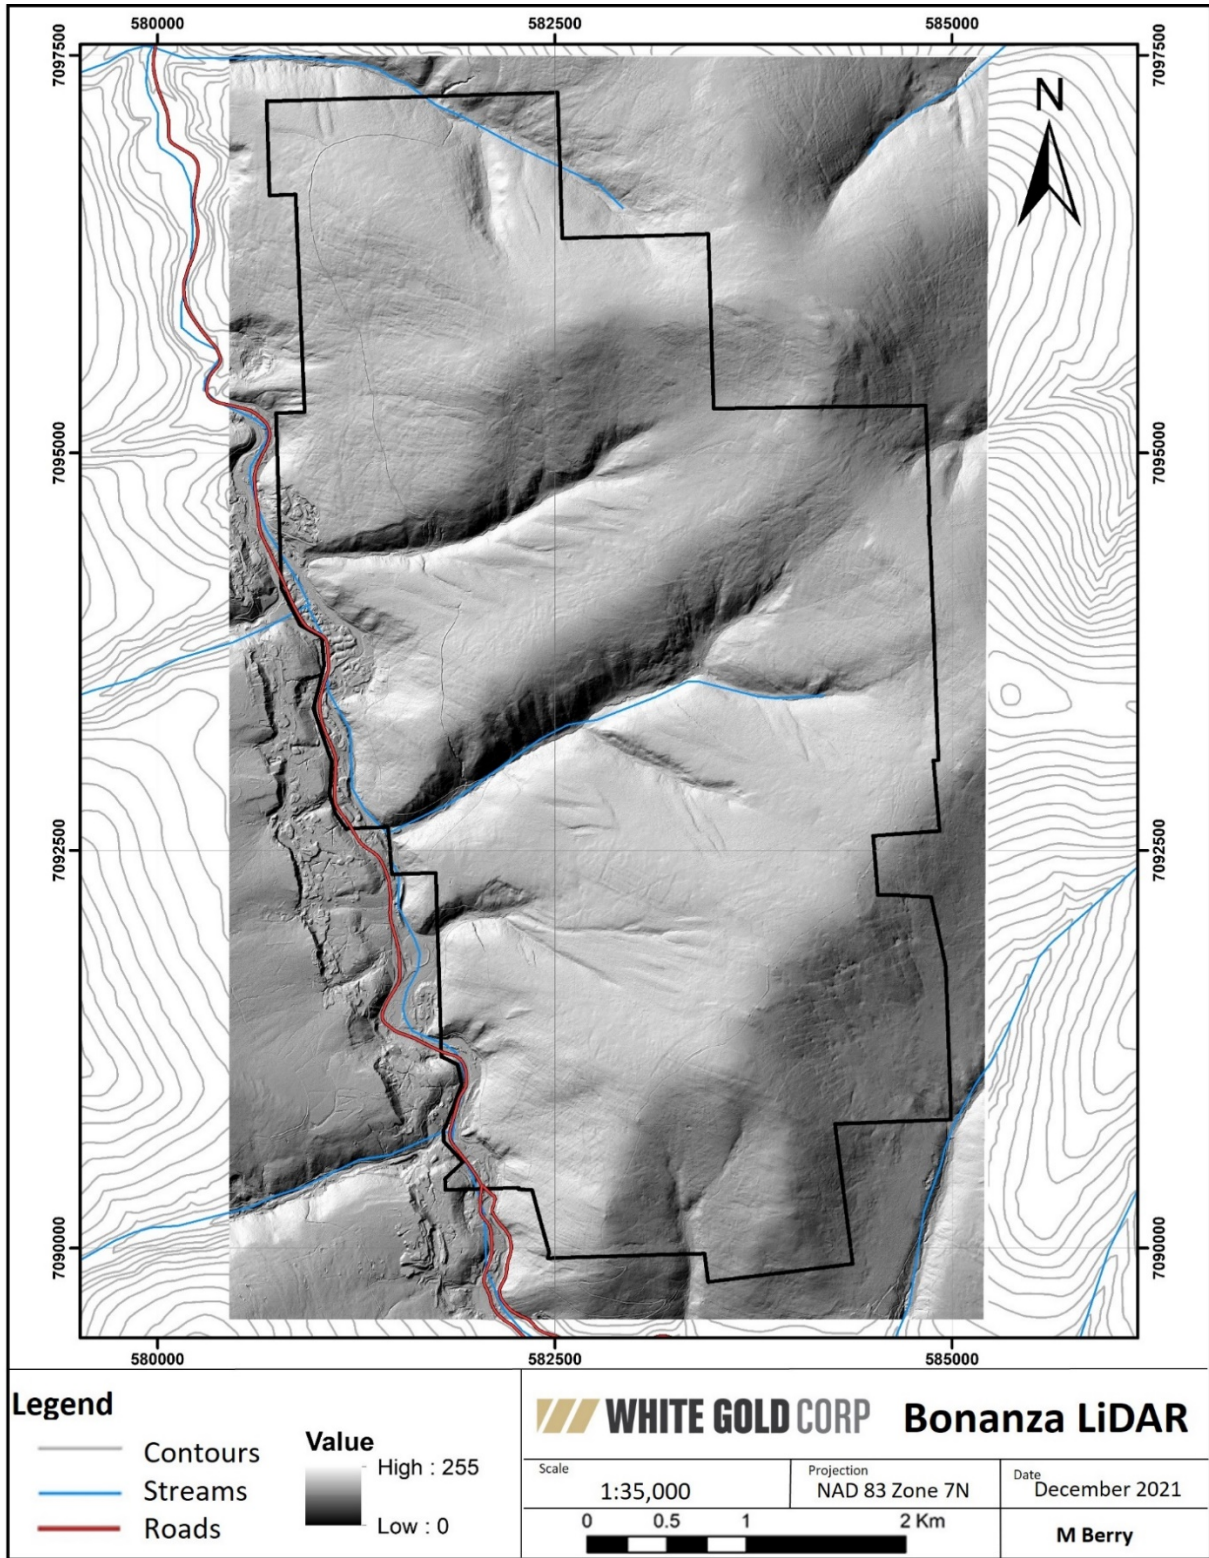 580000 582500 585000
7097500 7097500
N
7095000 7095000
7092500 7092500
7090000 7090000
580000 582500 585000
Legend
Contours
Streams
Roads
Value
High : 255
Low : 0
WHITE GOLD CORP Bonanza LiDAR
Scale
1:35,000
Projection
NAD 83 Zone 7N
Date
December 2021
0 0.5 1 2 Km
M Berry